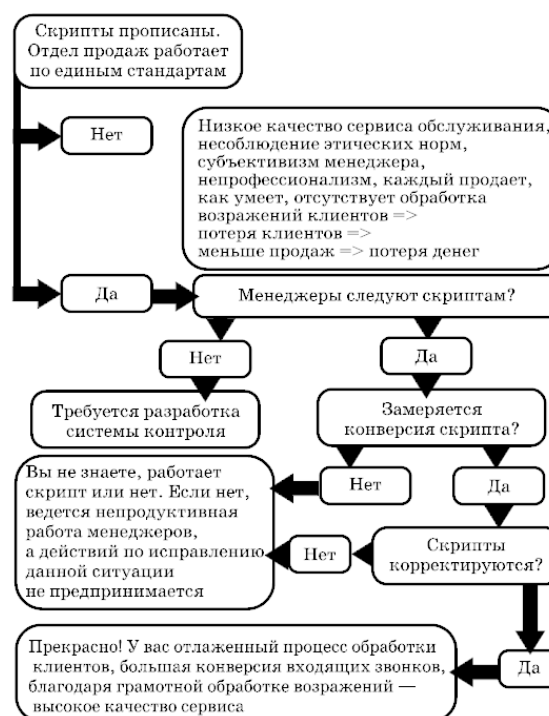 Скрипты прописаны.
Отдел продаж работает
по единым стандартам
Нет
Низкое качество сервиса обслуживания,
несоблюдение этических норм,
субъективизм менеджера,
непрофессионализм, каждый продает,
как умеет, отсутствует обработка
возражений клиентов =>
потеря клиентов =>
меньше продаж => потеря денег
Да
Менеджеры следуют скриптам?
Нет
Да
Требуется разработка
системы контроля
Замеряется
конверсия скрипта?
Вы не знаете, работает
скрипт или нет. Если нет,
ведется непродуктивная
работа менеджеров,
а действий по исправлению
данной ситуации
не предпринимается
Нет
Да
Нет
Скрипты
корректируются?
Прекрасно! У вас отлаженный процесс обработки
клиентов, большая конверсия входящих звонков,
благодаря грамотной обработке возражений —
высокое качество сервиса
Да